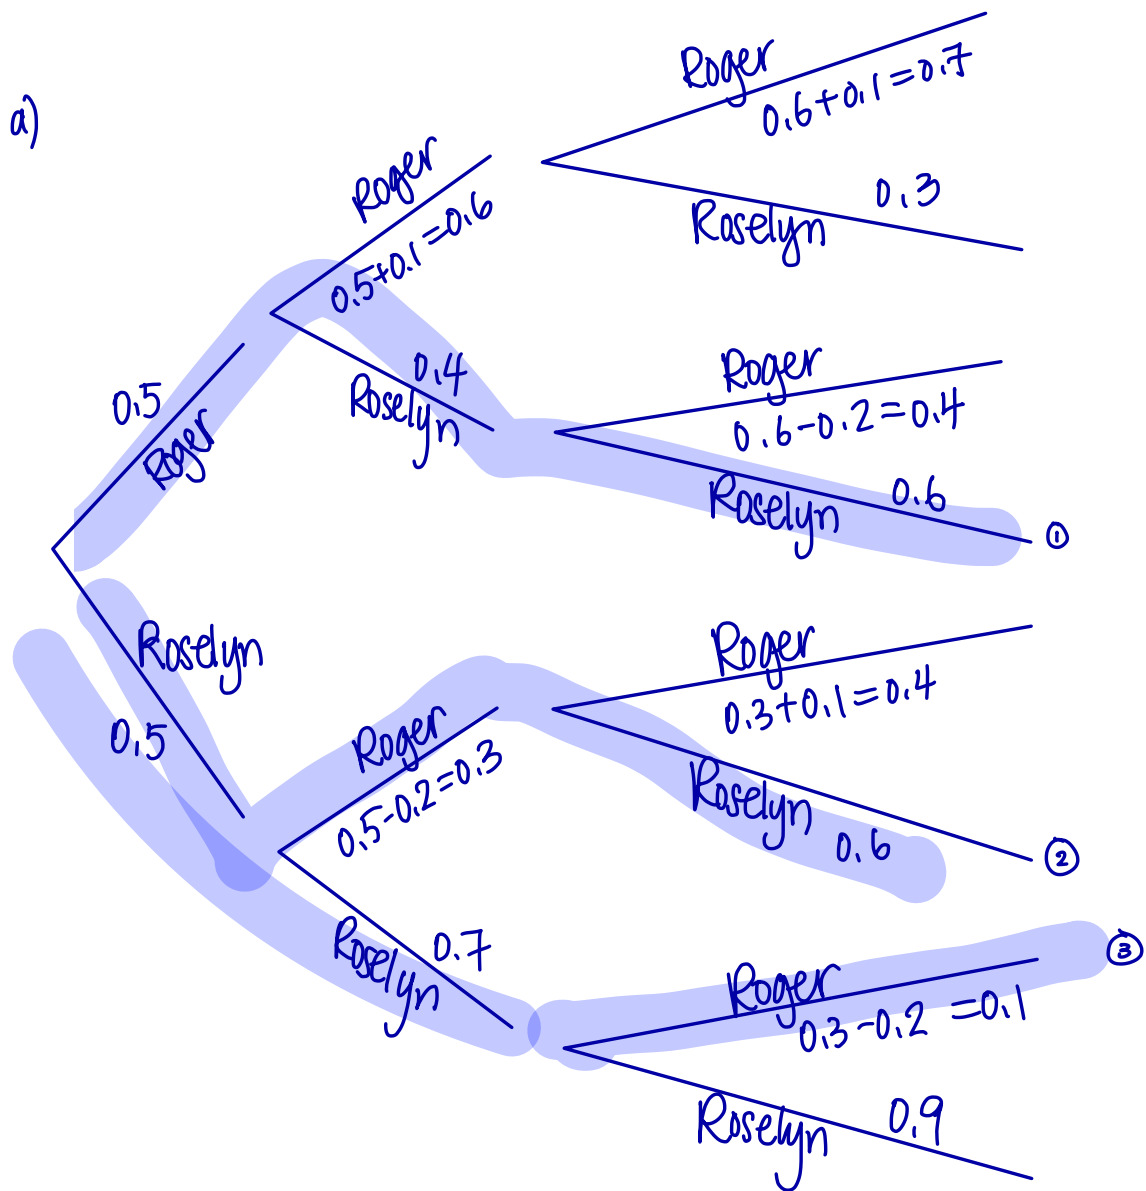 a)
Roger
0.6+0.1=0.7
0.3
Roselyn
Roger
0.5+0.1=0.6
0.4
Roselyn
Roger
0.6-0.2=0.4
0.6
Roselyn
①
0.5
Roger
Roselyn
0.5
Roger
0.5-0.2=0.3
Roger
0.3+0.1=0.4
Roselyn
0.6
②
0.7
Roselyn
③
Roger
0.3-0.2=0.1
0.9
Roselyn